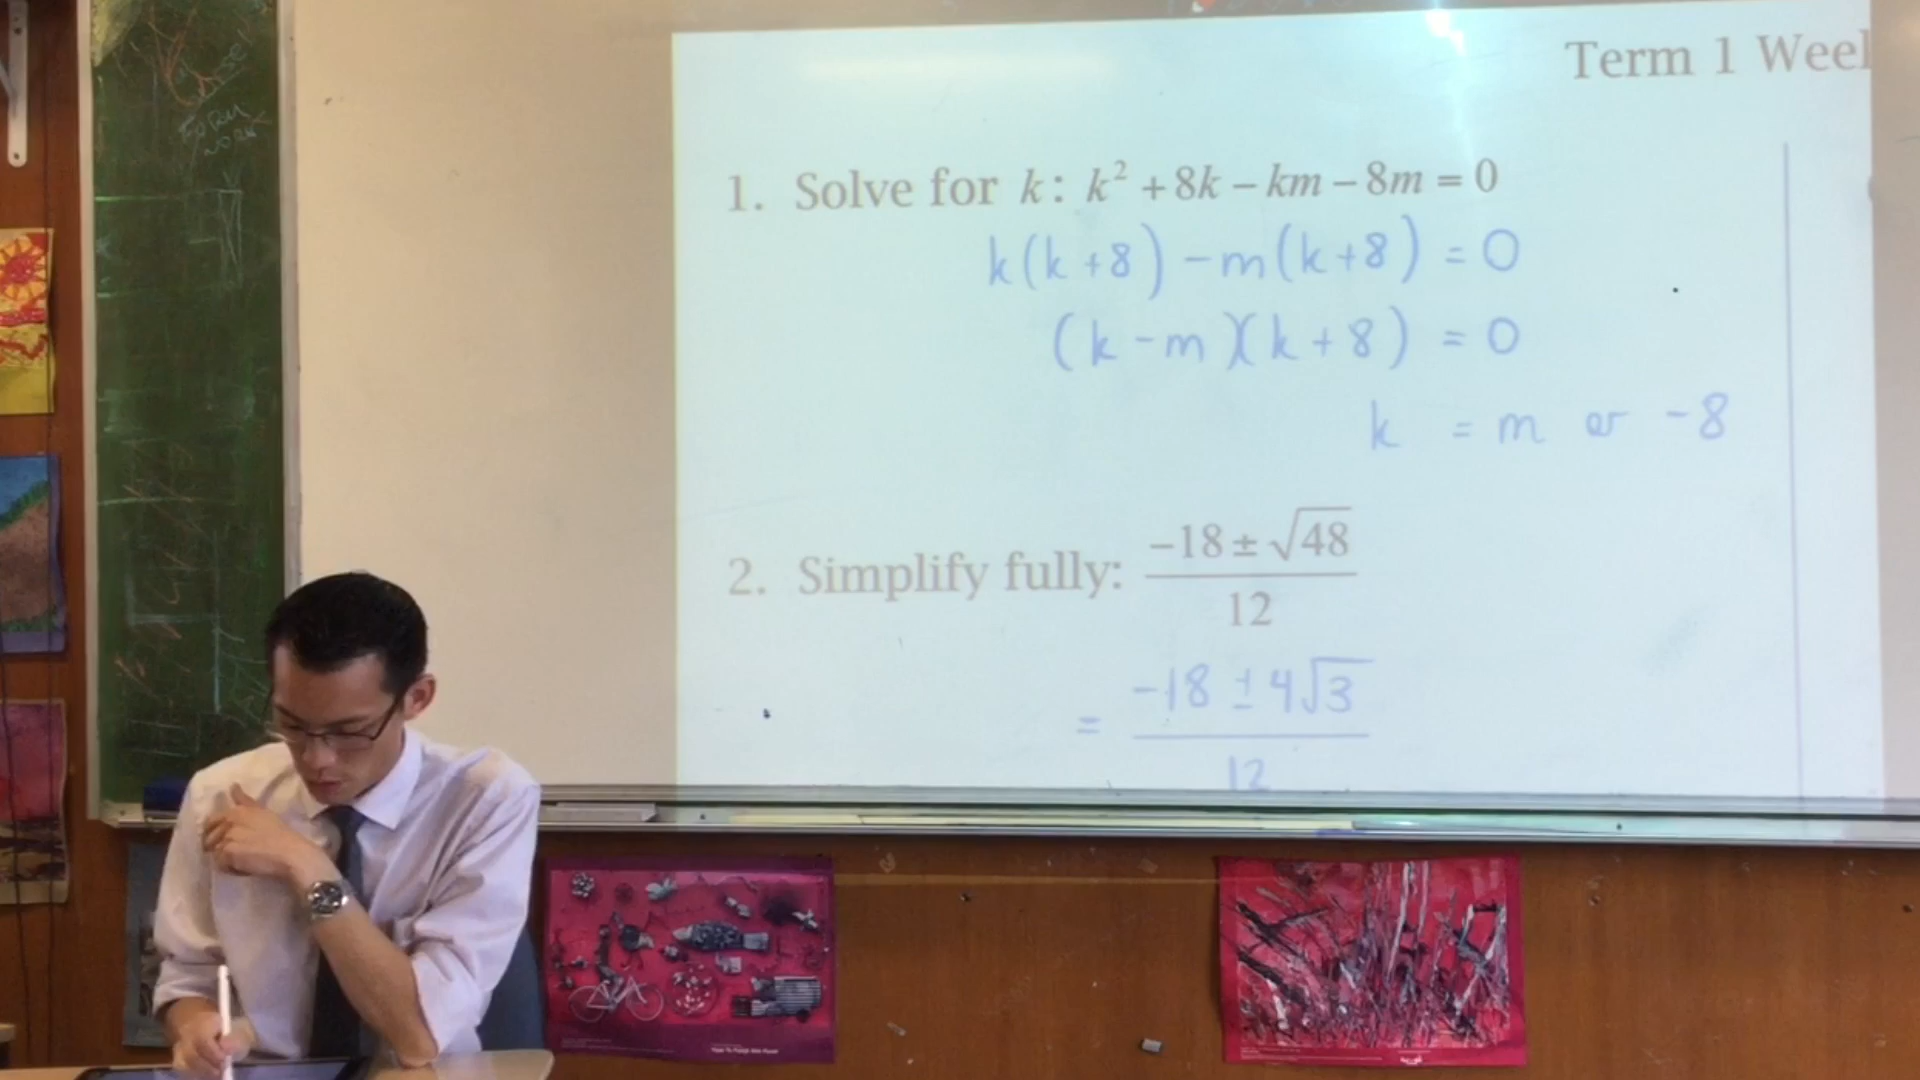 Term 1 Weel
1. Solve for k: k² + 8k – km – 8m = 0
k(k+8) – m(k+8) = 0
(k – m)(k + 8) = 0
k = m or –8
2. Simplify fully: –18 ± √48
12
= –18 ± 4√3
12